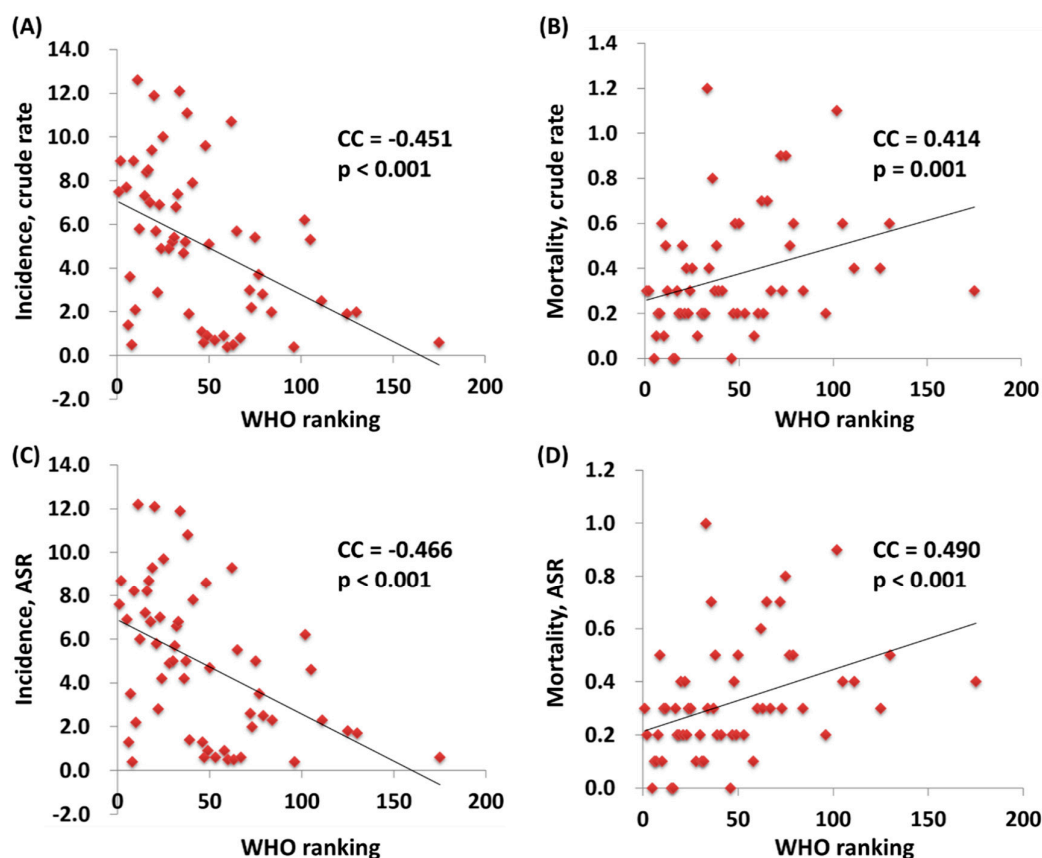 (A)
14.0
12.0
10.0
8.0
6.0
4.0
2.0
0.0
-2.0
0 50 100 150 200
Incidence, crude rate
WHO ranking
CC = -0.451
p < 0.001
(B)
1.4
1.2
1.0
0.8
0.6
0.4
0.2
0.0
0 50 100 150 200
Mortality, crude rate
WHO ranking
CC = 0.414
p = 0.001
(C)
14.0
12.0
10.0
8.0
6.0
4.0
2.0
0.0
-2.0
0 50 100 150 200
Incidence, ASR
WHO ranking
CC = -0.466
p < 0.001
(D)
1.2
1.0
0.8
0.6
0.4
0.2
0.0
0 50 100 150 200
Mortality, ASR
WHO ranking
CC = 0.490
p < 0.001